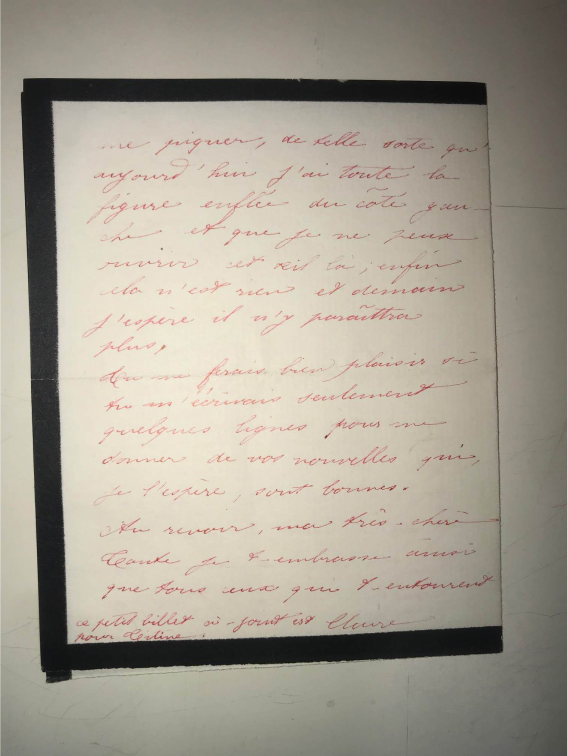 me piquer, de telle sorte qu'
aujourd'hui j'ai toute la
figure enflée du côté gau-
che et que je ne peux
ouvrir cet œil là; enfin
cela n'est rien et demain
j'espère il n'y paraîttra
plus.
Tu me ferais bien plaisir si
tu m'écrivais seulement
quelques lignes pour me
donner de vos nouvelles qui,
je l'espère, sont bonnes.
Au revoir, ma très-chère
Tante je t-embrasse ainsi
que tous ceux qui t-entourent
ce petit billet ci-joint est Claire
pour